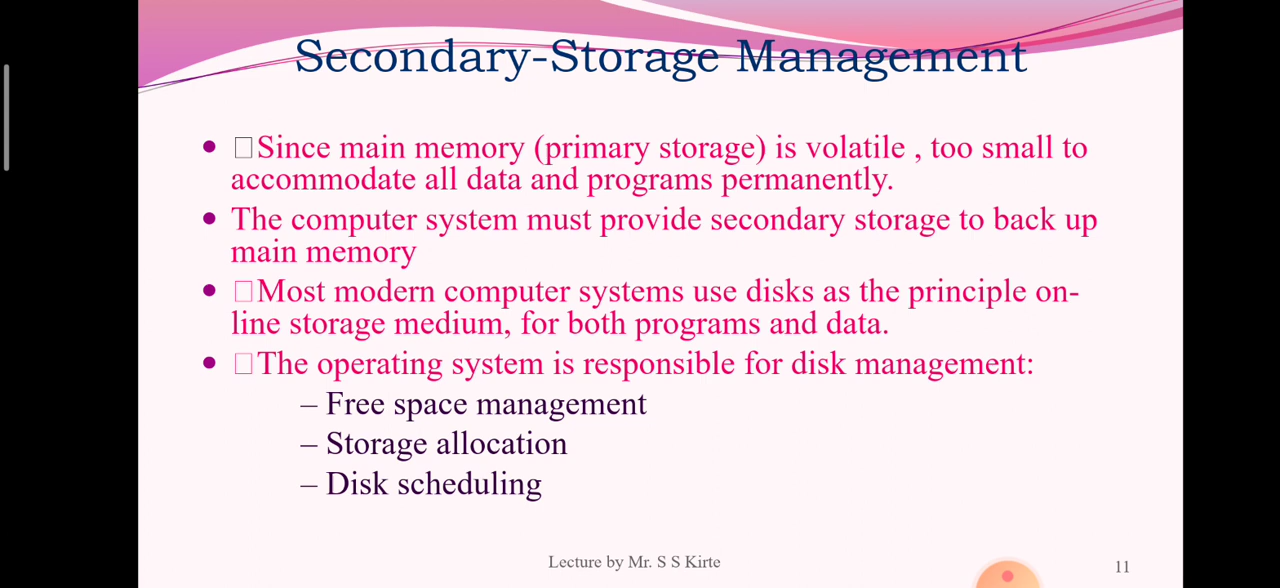 Secondary-Storage Management
• □Since main memory (primary storage) is volatile , too small to
accommodate all data and programs permanently.
• The computer system must provide secondary storage to back up
main memory
• □Most modern computer systems use disks as the principle on-
line storage medium, for both programs and data.
• □The operating system is responsible for disk management:
– Free space management
– Storage allocation
– Disk scheduling
Lecture by Mr. S S Kirte
11